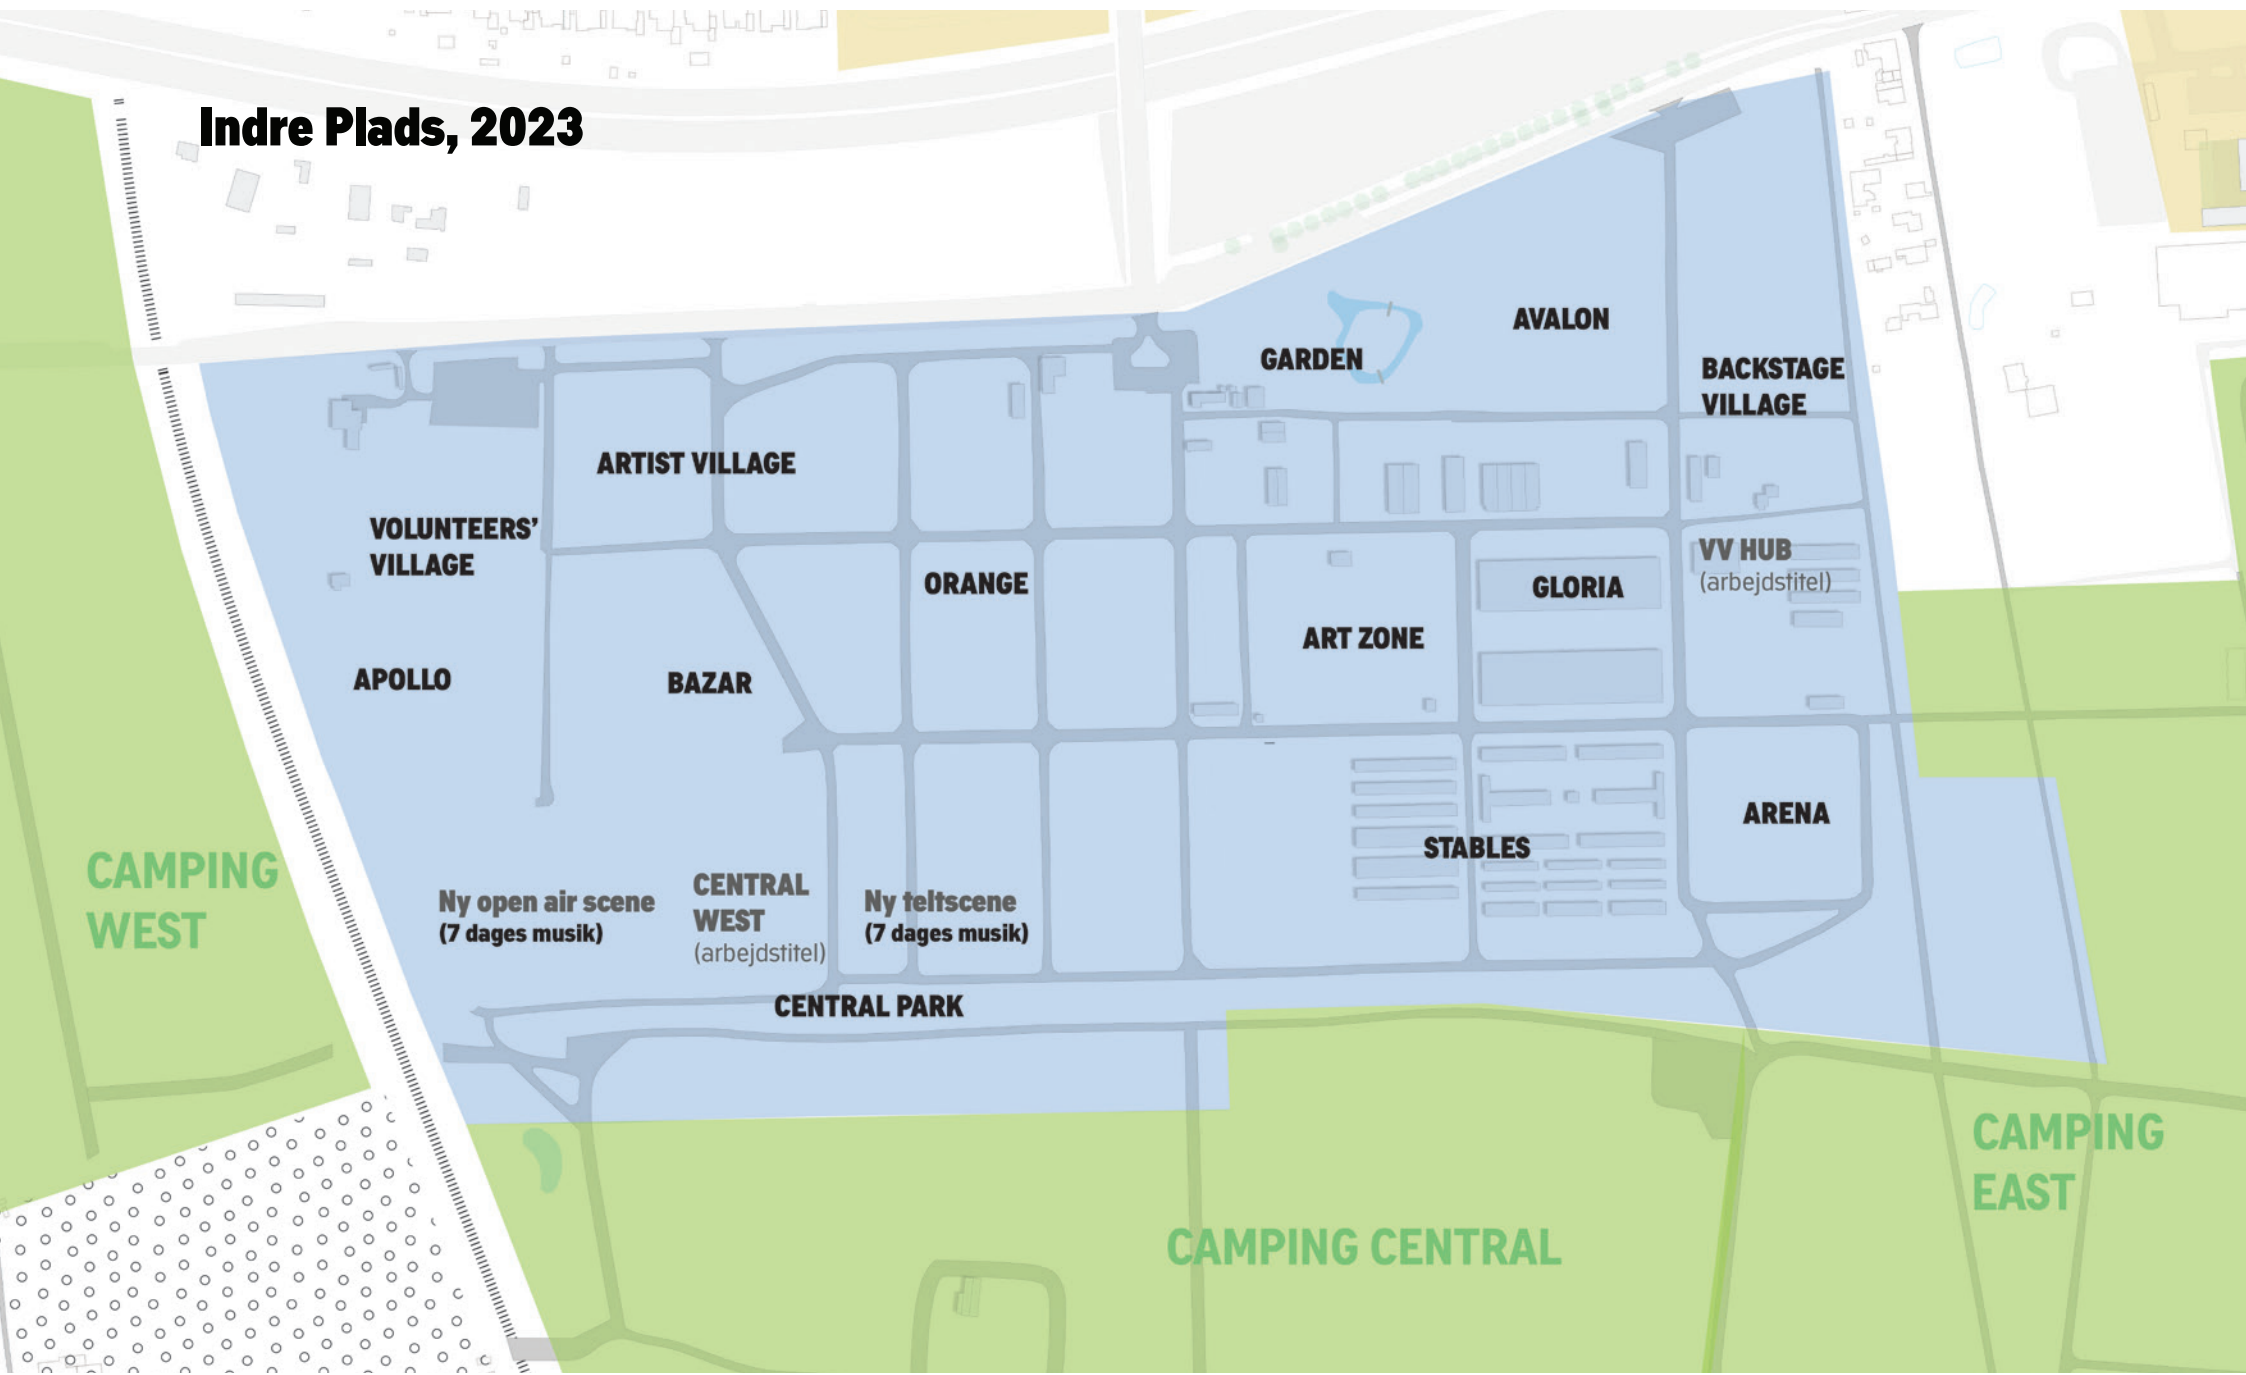 Indre Plads, 2023
AVALON
GARDEN
BACKSTAGE
VILLAGE
ARTIST VILLAGE
VOLUNTEERS’
VILLAGE
VV HUB
(arbejdstitel)
ORANGE
GLORIA
ART ZONE
APOLLO
BAZAR
ARENA
STABLES
CAMPING
WEST
Ny open air scene
(7 dages musik)
CENTRAL
WEST
(arbejdstitel)
Ny teltscene
(7 dages musik)
CENTRAL PARK
CAMPING
EAST
CAMPING CENTRAL